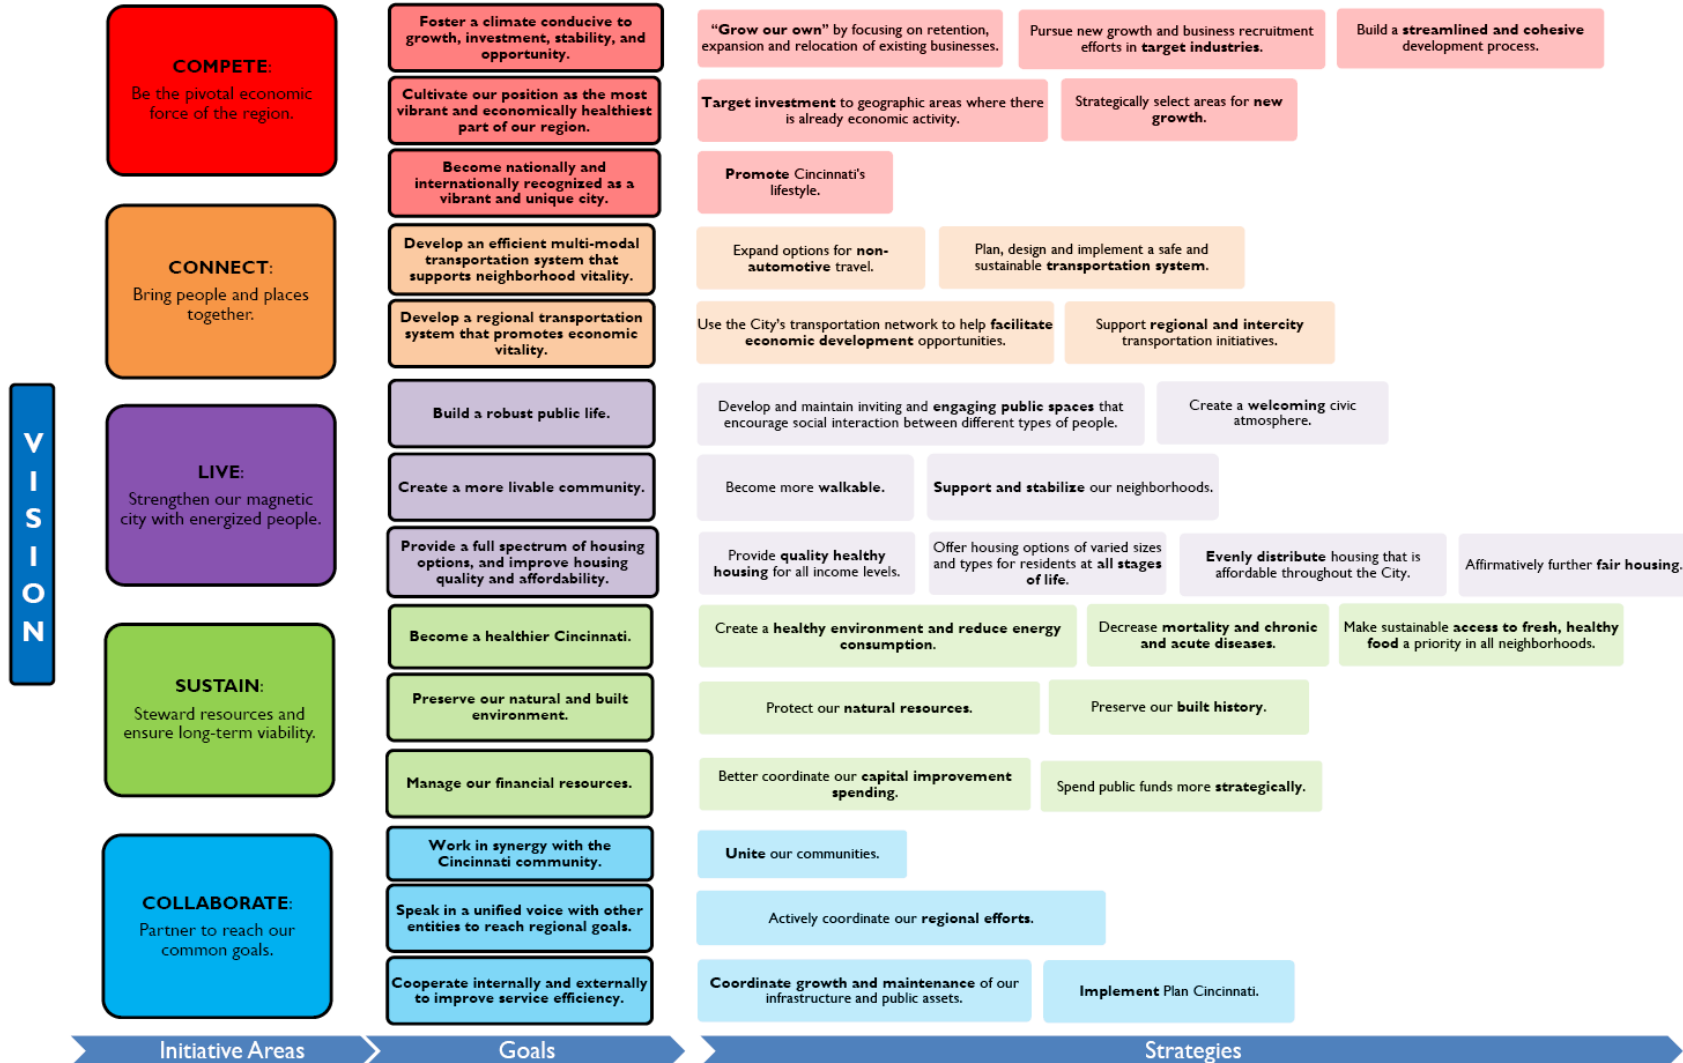 VISION
COMPETE:
Be the pivotal economic
force of the region.
Foster a climate conducive to
growth, investment, stability, and
opportunity.
“Grow our own” by focusing on retention,
expansion and relocation of existing businesses.
Pursue new growth and business recruitment
efforts in target industries.
Build a streamlined and cohesive
development process.
Cultivate our position as the most
vibrant and economically healthiest
part of our region.
Target investment to geographic areas where there
is already economic activity.
Strategically select areas for new
growth.
Become nationally and
internationally recognized as a
vibrant and unique city.
Promote Cincinnati's
lifestyle.
CONNECT:
Bring people and places
together.
Develop an efficient multi-modal
transportation system that
supports neighborhood vitality.
Expand options for non-
automotive travel.
Plan, design and implement a safe and
sustainable transportation system.
Develop a regional transportation
system that promotes economic
vitality.
Use the City’s transportation network to help facilitate
economic development opportunities.
Support regional and intercity
transportation initiatives.
LIVE:
Strengthen our magnetic
city with energized people.
Build a robust public life.
Develop and maintain inviting and engaging public spaces that
encourage social interaction between different types of people.
Create a welcoming civic
atmosphere.
Create a more livable community.
Become more walkable.
Support and stabilize our neighborhoods.
Provide a full spectrum of housing
options, and improve housing
quality and affordability.
Provide quality healthy
housing for all income levels.
Offer housing options of varied sizes
and types for residents at all stages
of life.
Evenly distribute housing that is
affordable throughout the City.
Affirmatively further fair housing.
SUSTAIN:
Steward resources and
ensure long-term viability.
Become a healthier Cincinnati.
Create a healthy environment and reduce energy
consumption.
Decrease mortality and chronic
and acute diseases.
Make sustainable access to fresh, healthy
food a priority in all neighborhoods.
Preserve our natural and built
environment.
Protect our natural resources.
Preserve our built history.
Manage our financial resources.
Better coordinate our capital improvement
spending.
Spend public funds more strategically.
COLLABORATE:
Partner to reach our
common goals.
Work in synergy with the
Cincinnati community.
Unite our communities.
Speak in a unified voice with other
entities to reach regional goals.
Actively coordinate our regional efforts.
Cooperate internally and externally
to improve service efficiency.
Coordinate growth and maintenance of our
infrastructure and public assets.
Implement Plan Cincinnati.
Initiative Areas
Goals
Strategies